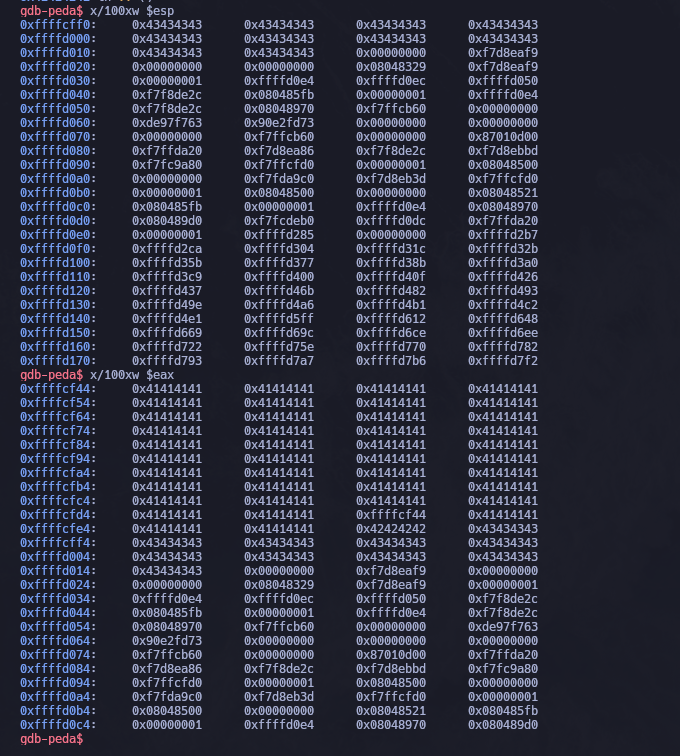 gdb-peda$ x/100xw $esp
0xffffcff0: 0x43434343 0x43434343 0x43434343 0x43434343
0xffffd000: 0x43434343 0x43434343 0x43434343 0x43434343
0xffffd010: 0x43434343 0x43434343 0x00000000 0xf7d8eaf9
0xffffd020: 0x00000000 0x00000000 0x08048329 0xf7d8eaf9
0xffffd030: 0x00000001 0xffffd0e4 0xffffd0ec 0xffffd050
0xffffd040: 0xf7f8de2c 0x080485fb 0x00000001 0xffffd0e4
0xffffd050: 0xf7f8de2c 0x08048970 0xf7ffcb60 0x00000000
0xffffd060: 0xde97f763 0x90e2fd73 0x00000000 0x00000000
0xffffd070: 0x00000000 0xf7ffcb60 0x00000000 0x87010d00
0xffffd080: 0xf7ffda20 0xf7d8ea86 0xf7f8de2c 0xf7d8ebbd
0xffffd090: 0xf7fc9a80 0xf7ffcfd0 0x00000001 0x08048500
0xffffd0a0: 0x00000000 0xf7fda9c0 0xf7d8eb3d 0xf7ffcfd0
0xffffd0b0: 0x00000001 0x08048500 0x00000000 0x08048521
0xffffd0c0: 0x080485fb 0x00000001 0xffffd0e4 0x08048970
0xffffd0d0: 0x080489d0 0xf7fcdeb0 0xffffd0dc 0xf7ffda20
0xffffd0e0: 0x00000001 0xffffd285 0x00000000 0xffffd2b7
0xffffd0f0: 0xffffd2ca 0xffffd304 0xffffd31c 0xffffd32b
0xffffd100: 0xffffd35b 0xffffd377 0xffffd38b 0xffffd3a0
0xffffd110: 0xffffd3c9 0xffffd400 0xffffd40f 0xffffd426
0xffffd120: 0xffffd437 0xffffd46b 0xffffd482 0xffffd493
0xffffd130: 0xffffd49e 0xffffd4a6 0xffffd4b1 0xffffd4c2
0xffffd140: 0xffffd4e1 0xffffd5ff 0xffffd612 0xffffd648
0xffffd150: 0xffffd669 0xffffd69c 0xffffd6ce 0xffffd6ee
0xffffd160: 0xffffd722 0xffffd75e 0xffffd770 0xffffd782
0xffffd170: 0xffffd793 0xffffd7a7 0xffffd7b6 0xffffd7f2
gdb-peda$ x/100xw $eax
0xffffcf44: 0x41414141 0x41414141 0x41414141 0x41414141
0xffffcf54: 0x41414141 0x41414141 0x41414141 0x41414141
0xffffcf64: 0x41414141 0x41414141 0x41414141 0x41414141
0xffffcf74: 0x41414141 0x41414141 0x41414141 0x41414141
0xffffcf84: 0x41414141 0x41414141 0x41414141 0x41414141
0xffffcf94: 0x41414141 0x41414141 0x41414141 0x41414141
0xffffcfa4: 0x41414141 0x41414141 0x41414141 0x41414141
0xffffcfb4: 0x41414141 0x41414141 0x41414141 0x41414141
0xffffcfc4: 0x41414141 0x41414141 0x41414141 0x41414141
0xffffcfd4: 0x41414141 0x41414141 0xffffcf44 0x41414141
0xffffcfe4: 0x41414141 0x41414141 0x42424242 0x43434343
0xffffcff4: 0x43434343 0x43434343 0x43434343 0x43434343
0xffffd004: 0x43434343 0x43434343 0x43434343 0x43434343
0xffffd014: 0x43434343 0x00000000 0xf7d8eaf9 0x00000000
0xffffd024: 0x00000000 0x08048329 0xf7d8eaf9 0x00000001
0xffffd034: 0xffffd0e4 0xffffd0ec 0xffffd050 0xf7f8de2c
0xffffd044: 0x080485fb 0x00000001 0xffffd0e4 0xf7f8de2c
0xffffd054: 0x08048970 0xf7ffcb60 0x00000000 0xde97f763
0xffffd064: 0x90e2fd73 0x00000000 0x00000000 0x00000000
0xffffd074: 0xf7ffcb60 0x00000000 0x87010d00 0xf7ffda20
0xffffd084: 0xf7d8ea86 0xf7f8de2c 0xf7d8ebbd 0xf7fc9a80
0xffffd094: 0xf7ffcfd0 0x00000001 0x08048500 0x00000000
0xffffd0a4: 0xf7fda9c0 0xf7d8eb3d 0xf7ffcfd0 0x00000001
0xffffd0b4: 0x08048500 0x00000000 0x08048521 0x080485fb
0xffffd0c4: 0x00000001 0xffffd0e4 0x08048970 0x080489d0
gdb-peda$